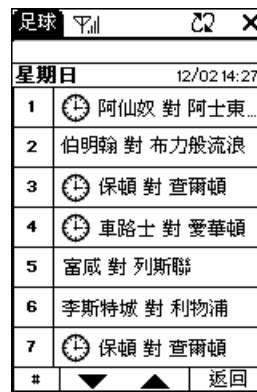 足球
星期日 12/02 14:27
1 阿仙奴 對 阿士東...
2 伯明翰 對 布力般流浪
3 保頓 對 查爾頓
4 車路士 對 愛華頓
5 富咸 對 列斯聯
6 李斯特城 對 利物浦
7 保頓 對 查爾頓
# 返回